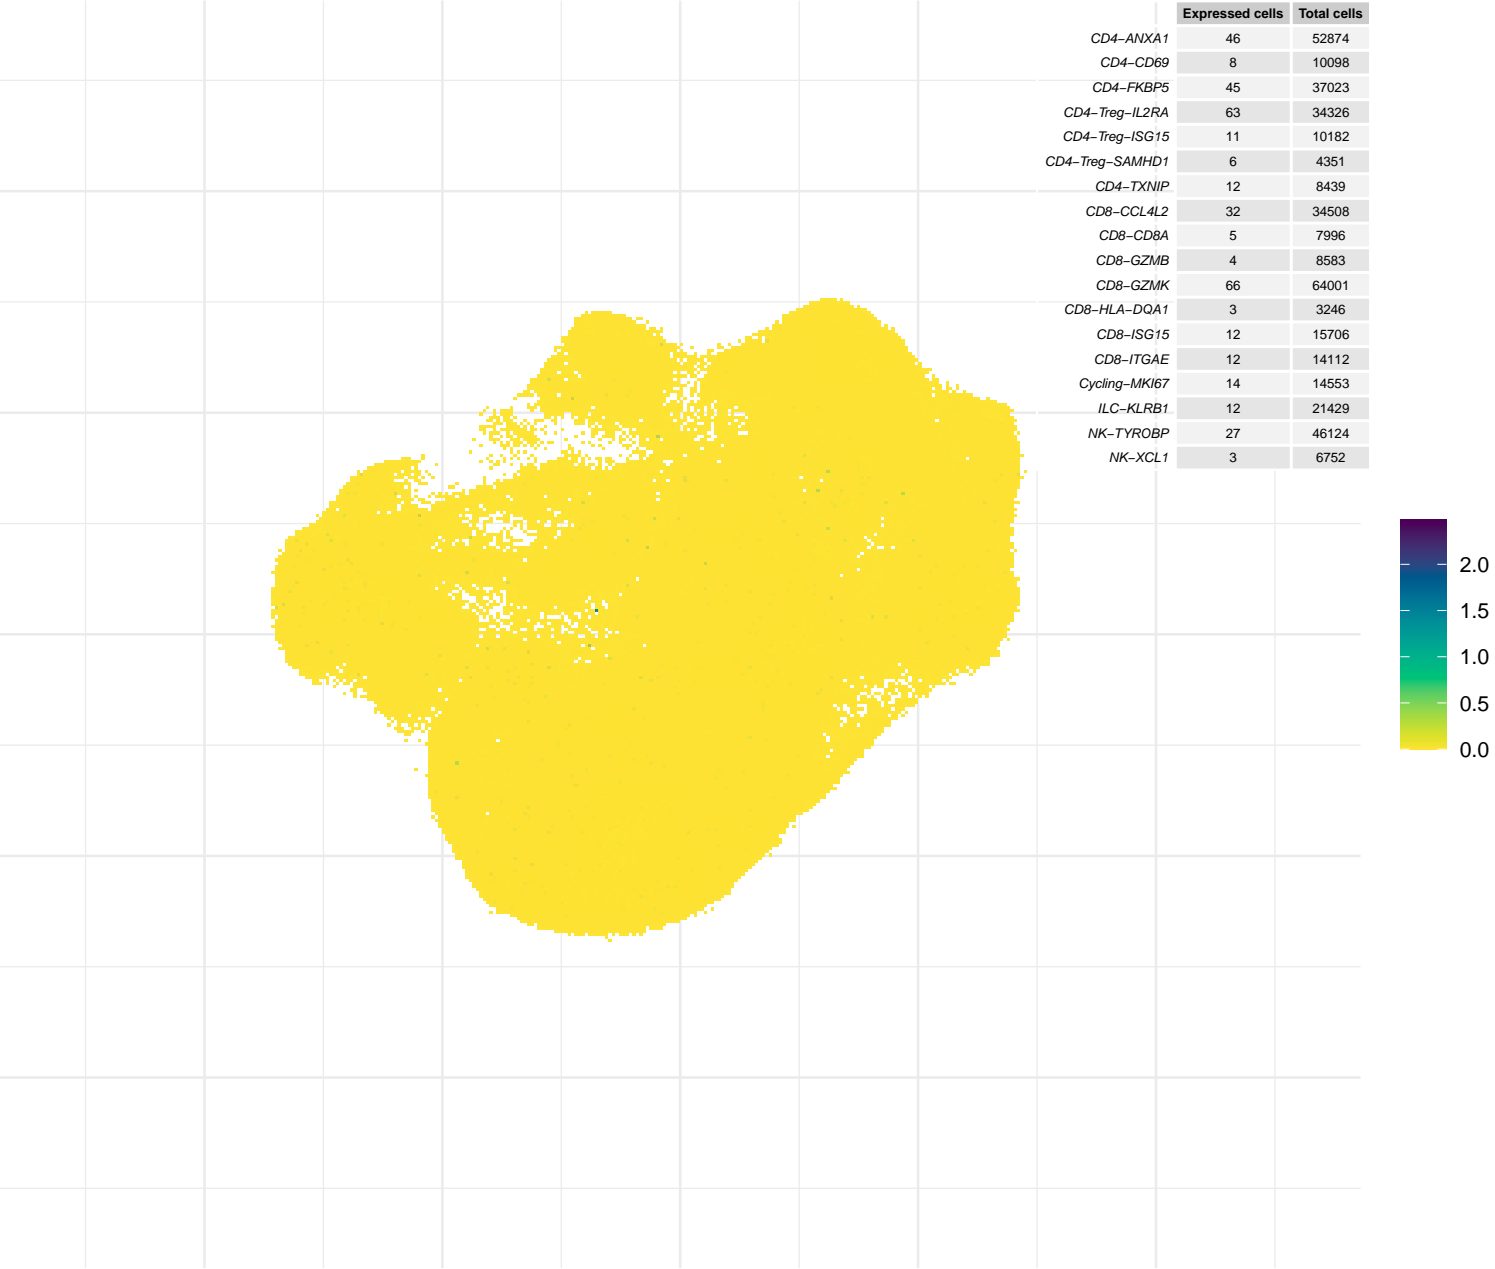 Expressed cells Total cells
CD4−ANXA1 46 52874
CD4−CD69 8 10098
CD4−FKBP5 45 37023
CD4−Treg−IL2RA 63 34326
CD4−Treg−ISG15 11 10182
CD4−Treg−SAMHD1 6 4351
CD4−TXNIP 12 8439
CD8−CCL4L2 32 34508
CD8−CD8A 5 7996
CD8−GZMB 4 8583
CD8−GZMK 66 64001
CD8−HLA−DQA1 3 3246
CD8−ISG15 12 15706
CD8−ITGAE 12 14112
Cycling−MKI67 14 14553
ILC−KLRB1 12 21429
NK−TYROBP 27 46124
NK−XCL1 3 6752
2.0
1.5
1.0
0.5
0.0